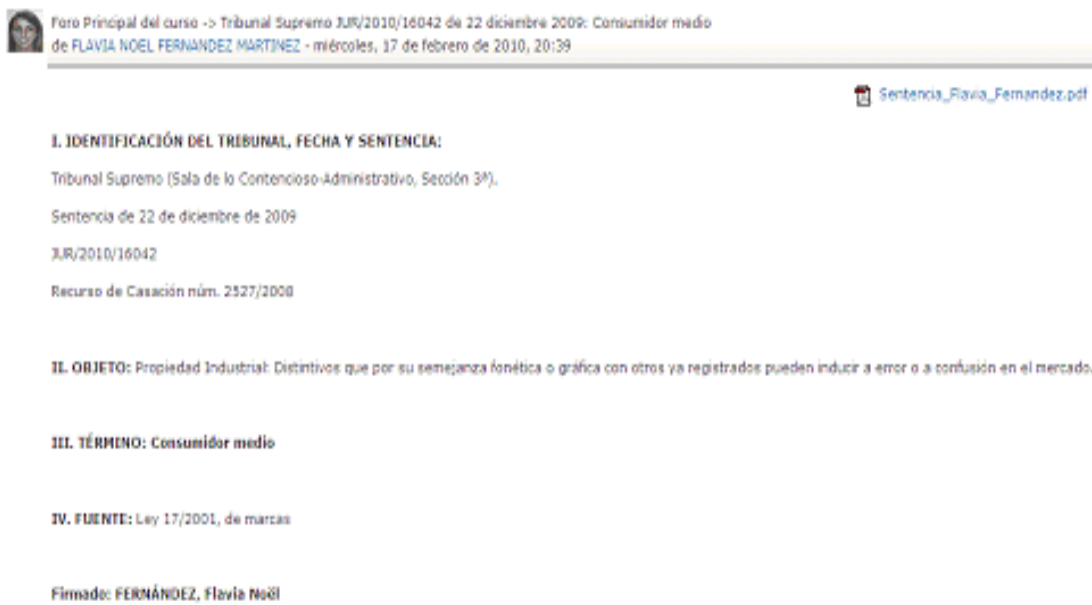 Foro Principal del curso -> Tribunal Supremo JUR/2010/16042 de 22 diciembre 2009: Consumidor medio
de FLAVIA NOEL FERNANDEZ MARTINEZ - miércoles, 17 de febrero de 2010, 20:39
Sentencia_Flavia_Fernandez.pdf
I. IDENTIFICACIÓN DEL TRIBUNAL, FECHA Y SENTENCIA:
Tribunal Supremo (Sala de lo Contencioso-Administrativo, Sección 3ª).
Sentencia de 22 de diciembre de 2009
JUR/2010/16042
Recurso de Casación núm. 2527/2008
II. OBJETO: Propiedad Industrial: Distintivos que por su semejanza fonética o gráfica con otros ya registrados pueden inducir a error o a confusión en el mercado.
III. TÉRMINO: Consumidor medio
IV. FUENTE: Ley 17/2001, de marcas
Firmado: FERNÁNDEZ, Flavia Noël